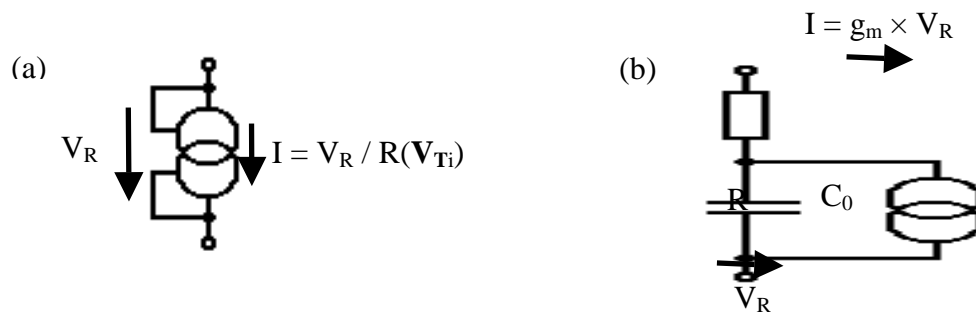 (a)
V_R
I = V_R / R(V_Ti)
(b)
I = g_m × V_R
R
C_0
V_R